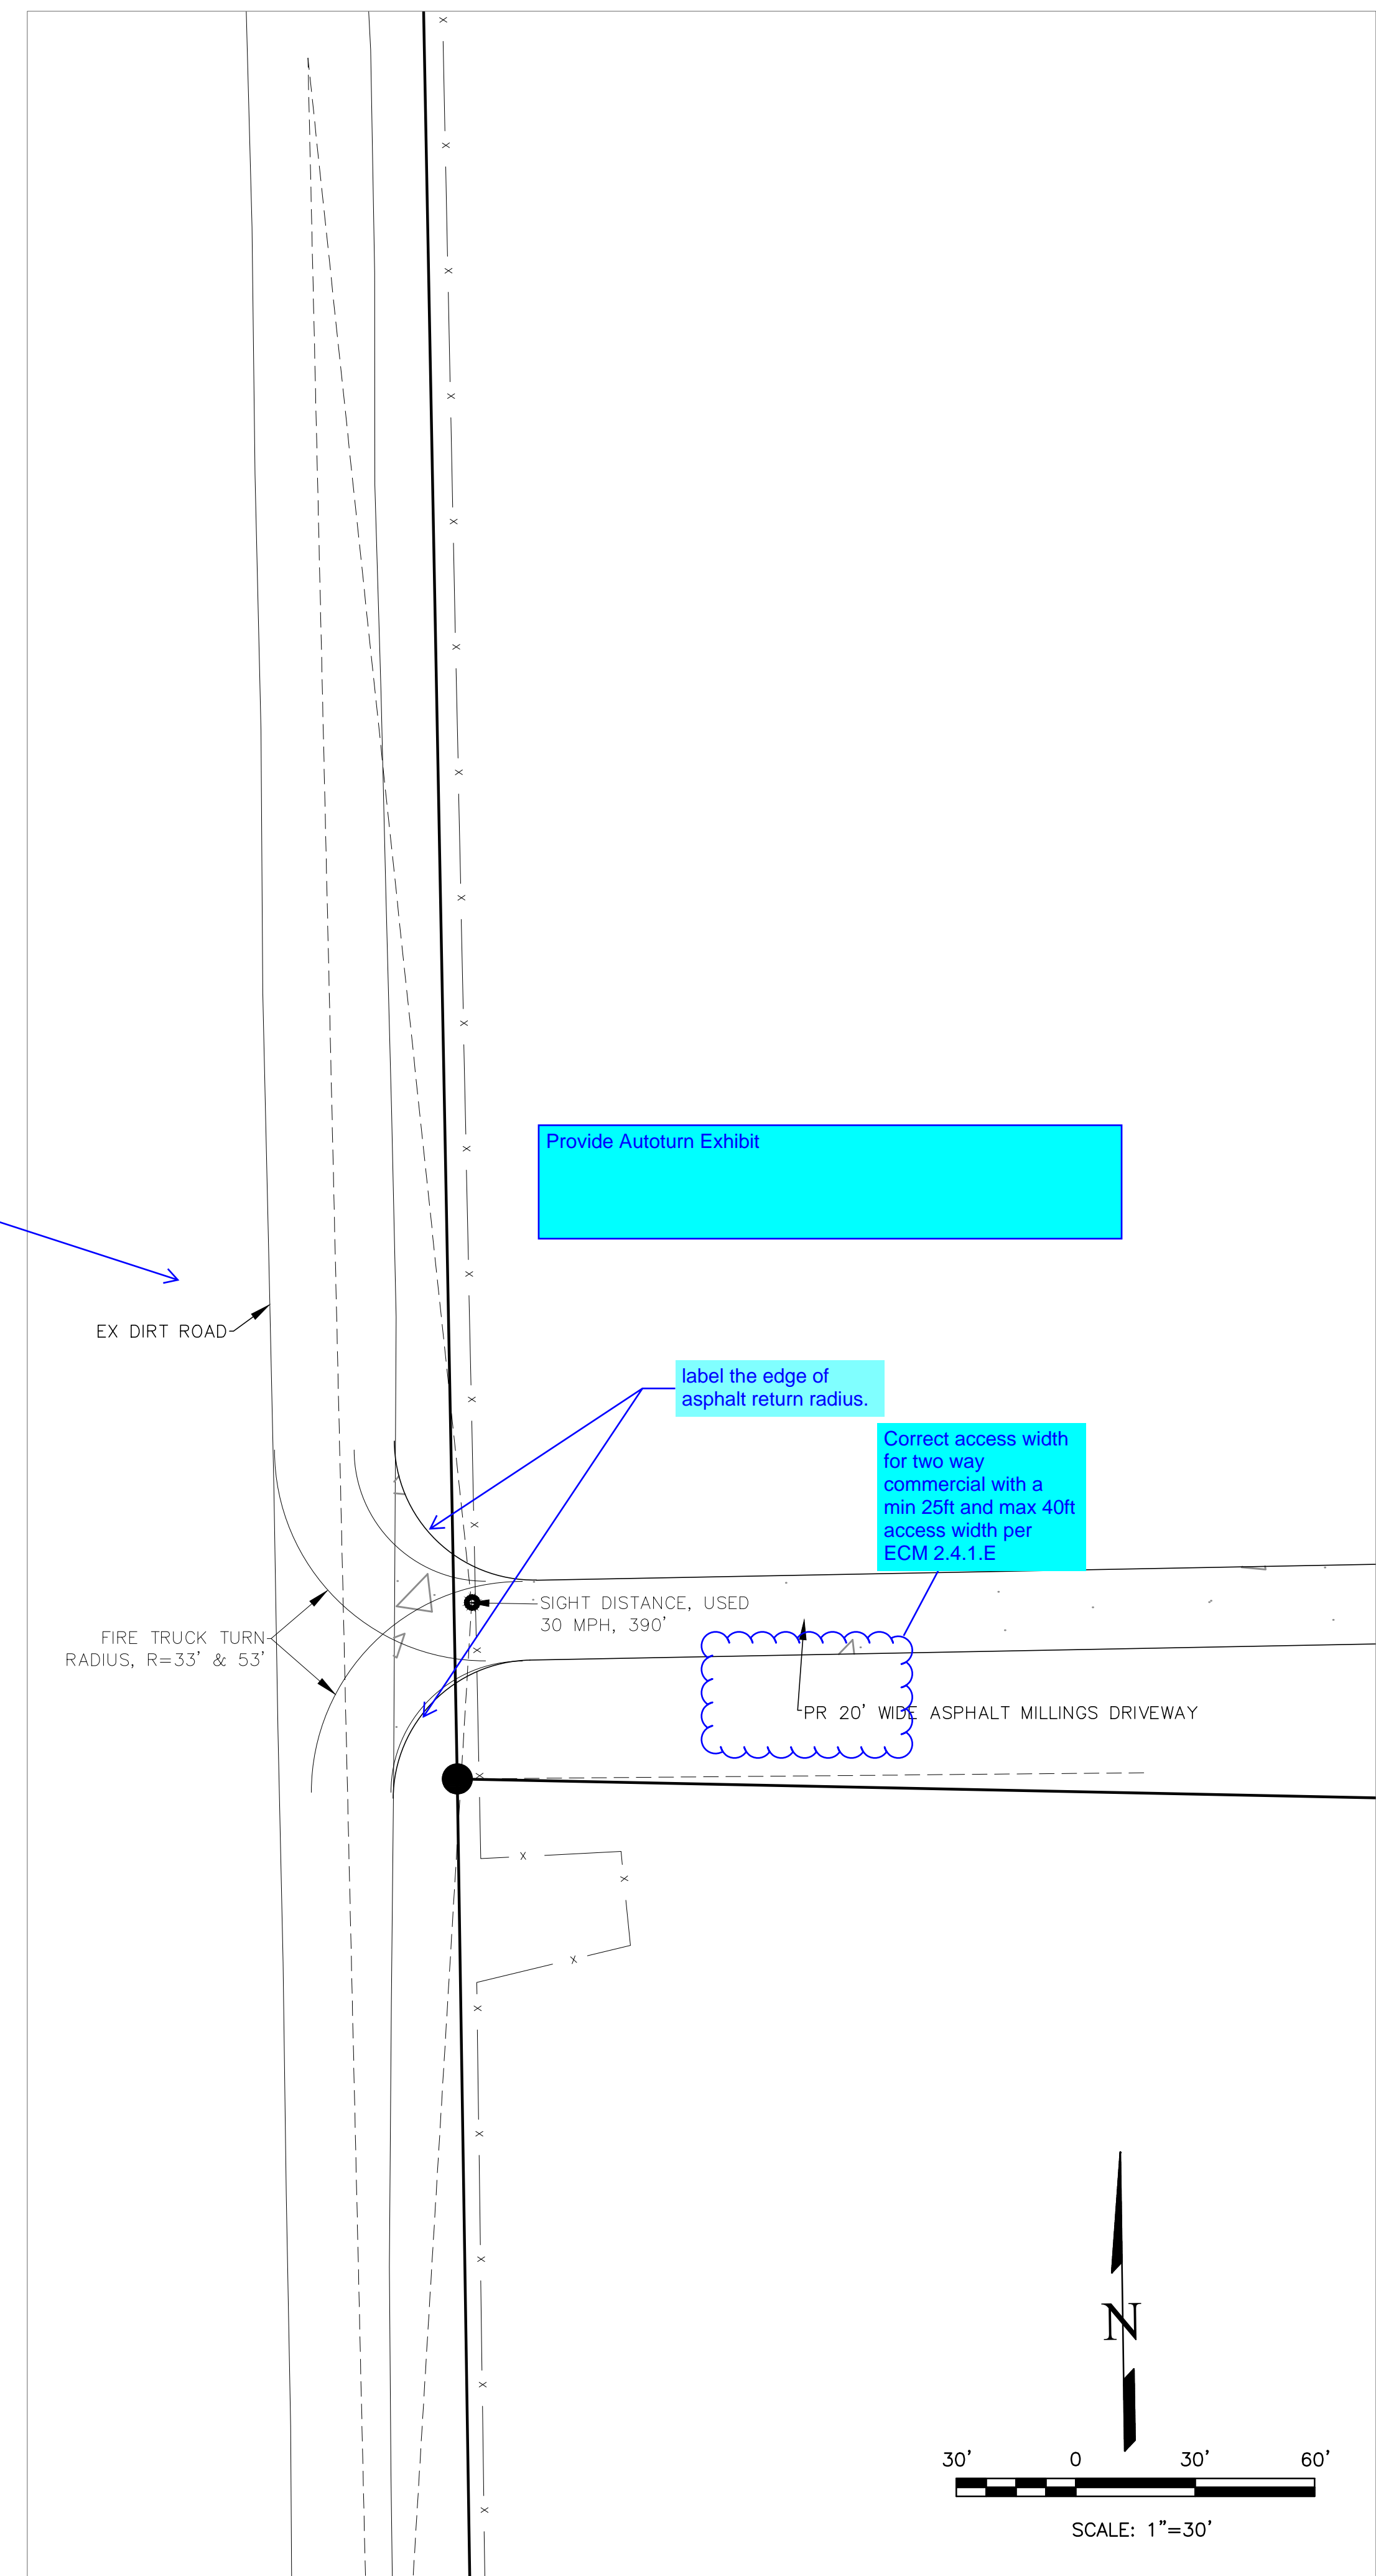 Provide Autoturn Exhibit
EX DIRT ROAD
label the edge of
asphalt return radius.
Correct access width
for two way
commercial with a
min 25ft and max 40ft
access width per
ECM 2.4.1.E
SIGHT DISTANCE, USED
30 MPH, 390'
FIRE TRUCK TURN
RADIUS, R=33' & 53'
PR 20' WIDE ASPHALT MILLINGS DRIVEWAY
N
30' 0 30' 60'
SCALE: 1"=30'